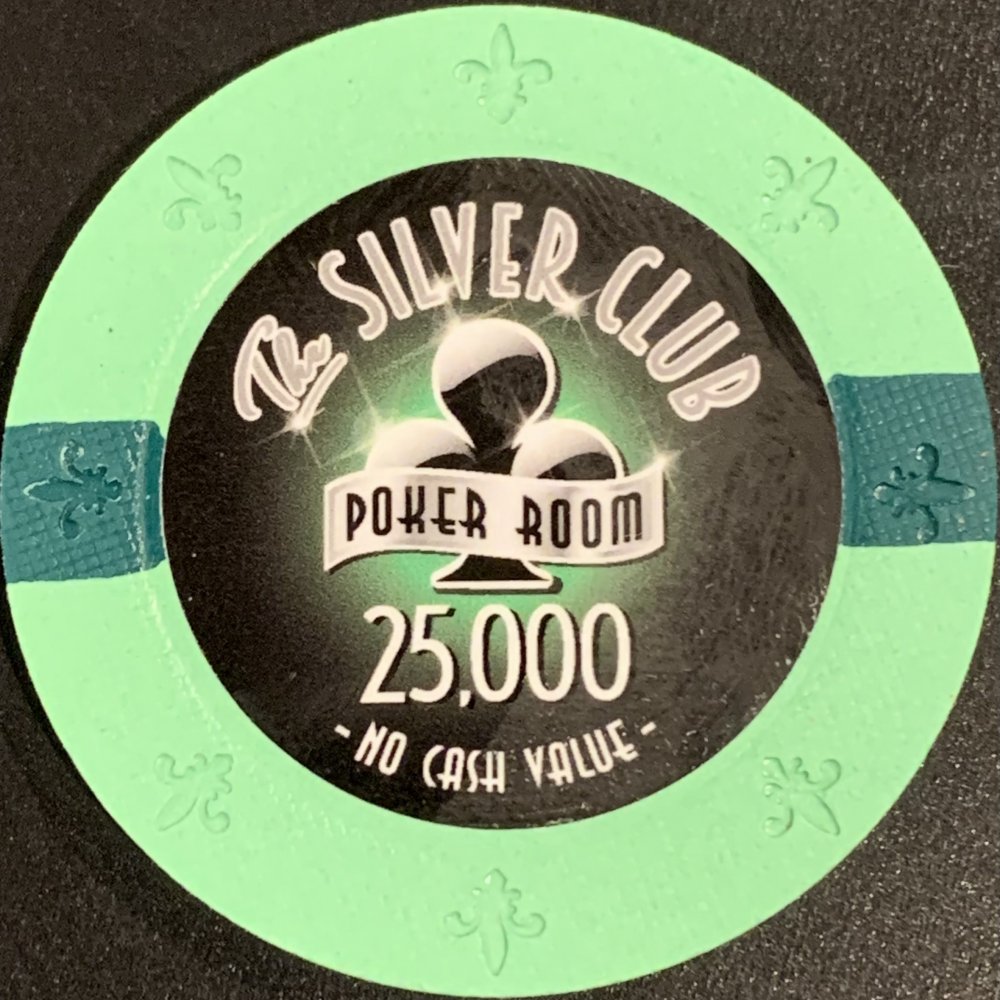 The SILVER CLUB
POKER ROOM
25,000
- NO CASH VALUE -